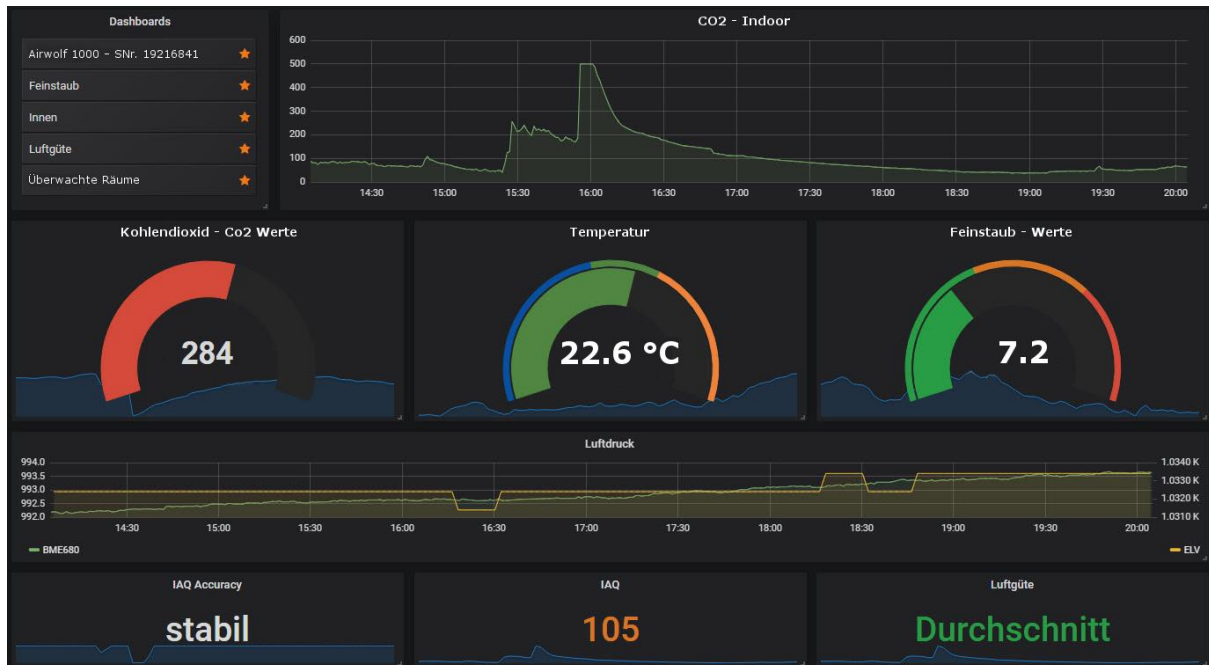 Dashboards
Airwolf 1000 - SNr. 19216841
Feinstaub
Innen
Luftgüte
Überwachte Räume
CO2 - Indoor
600
500
400
300
200
100
0
14:30 15:00 15:30 16:00 16:30 17:00 17:30 18:00 18:30 19:00 19:30 20:00
Kohlendioxid - Co2 Werte
284
Temperatur
22.6 °C
Feinstaub - Werte
7.2
Luftdruck
994.0 1.0340 K
993.5 1.0330 K
993.0
992.5 1.0320 K
992.0 1.0310 K
14:30 15:00 15:30 16:00 16:30 17:00 17:30 18:00 18:30 19:00 19:30 20:00
BME680 ELV
IAQ Accuracy
stabil
IAQ
105
Luftgüte
Durchschnitt